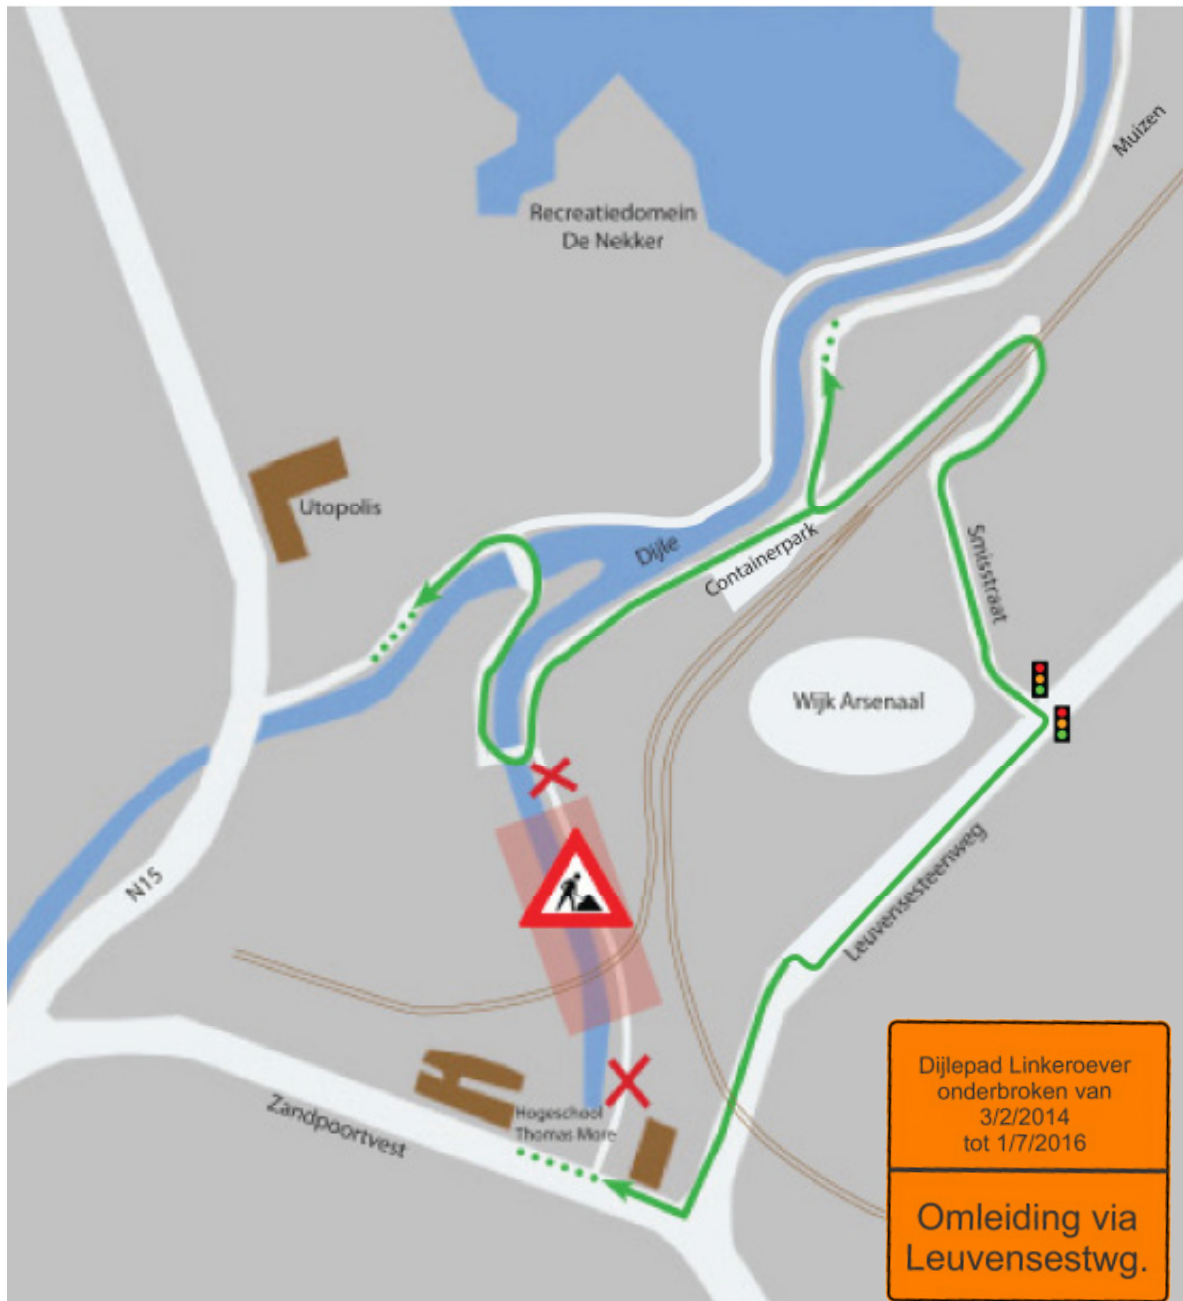 Muizen
Recreatiedomein
De Nekker
Utopolis
Dijle
Containerpark
Smisstraat
Wijk Arsenaal
N15
Leuvensesteenweg
Hogeschool
Thomas More
Zandpoortvest
Dijlepad Linkeroever
onderbroken van
3/2/2014
tot 1/7/2016
Omleiding via
Leuvensestwg.